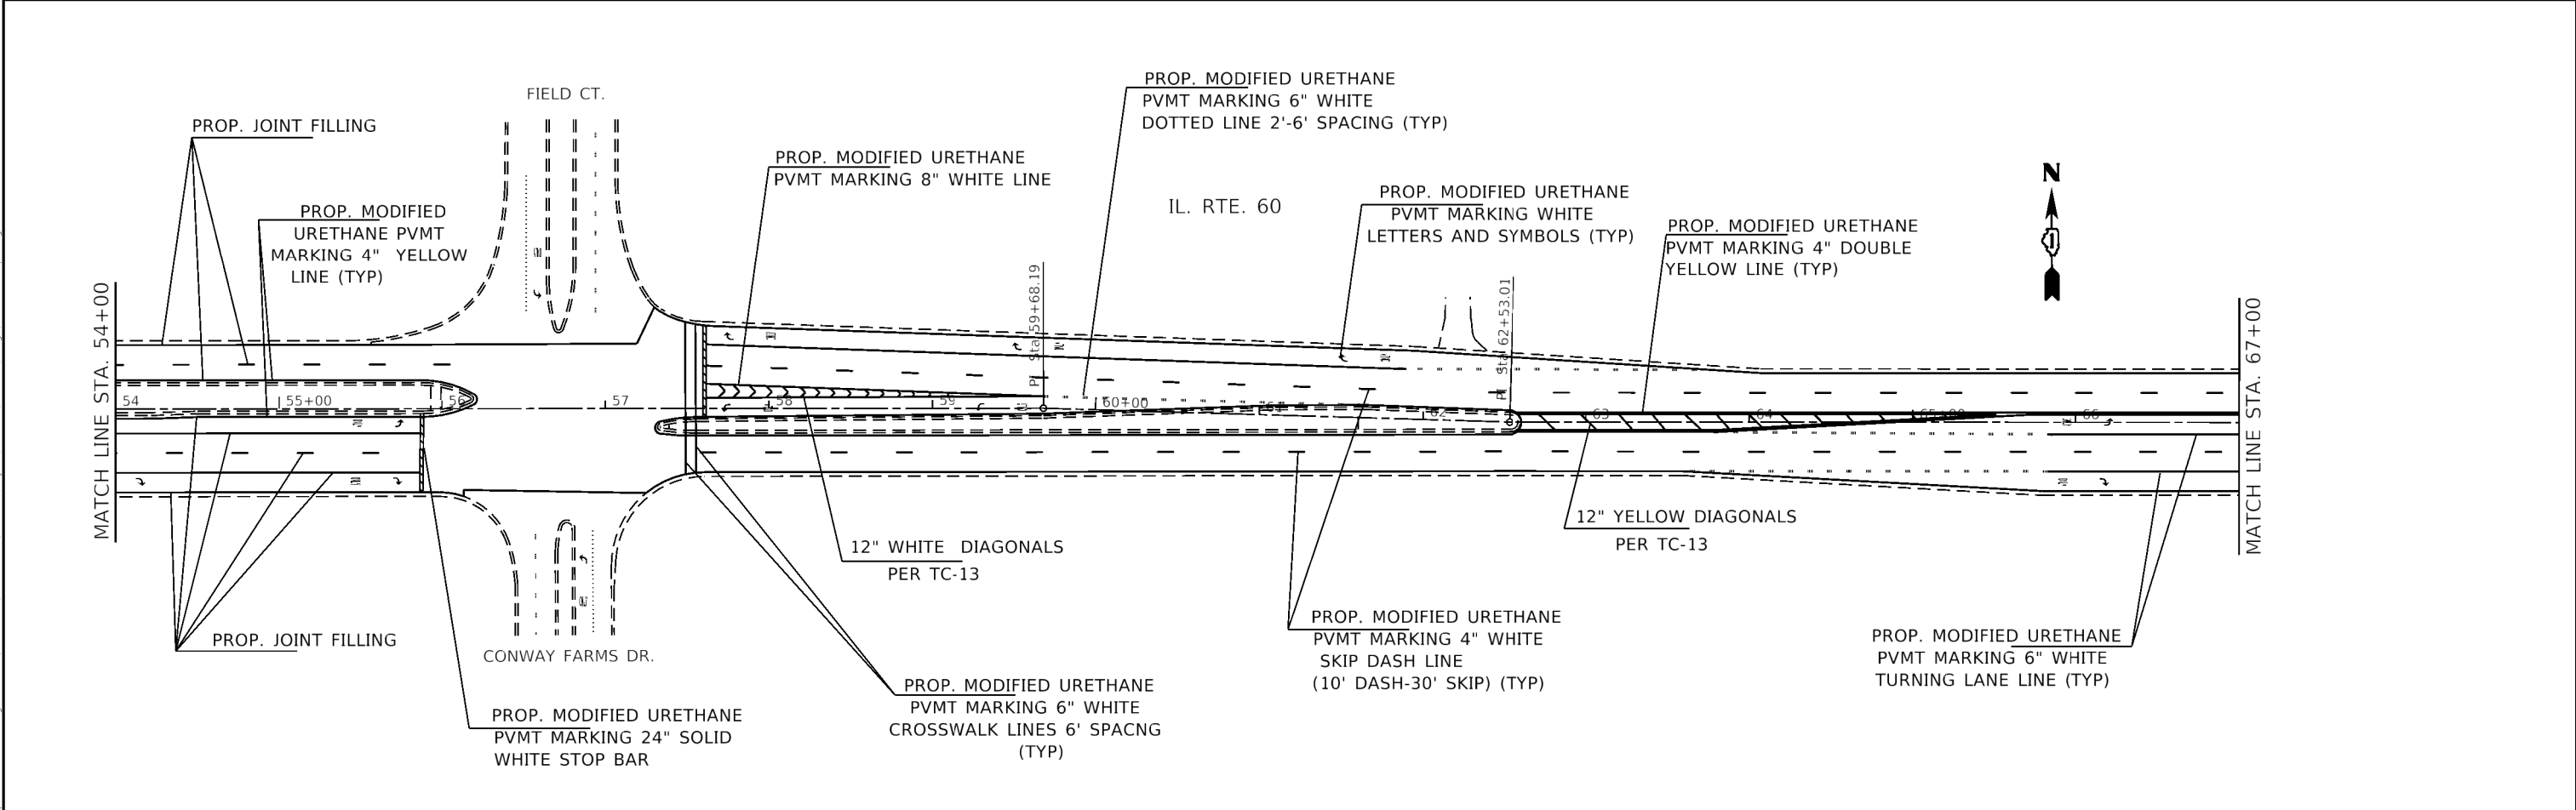 FIELD CT.
PROP. JOINT FILLING
PROP. MODIFIED
URETHANE PVMT
MARKING 4" YELLOW
LINE (TYP)
PROP. MODIFIED URETHANE
PVMT MARKING 8" WHITE LINE
PROP. MODIFIED URETHANE
PVMT MARKING 6" WHITE
DOTTED LINE 2'-6' SPACING (TYP)
IL. RTE. 60
PROP. MODIFIED URETHANE
PVMT MARKING WHITE
LETTERS AND SYMBOLS (TYP)
PROP. MODIFIED URETHANE
PVMT MARKING 4" DOUBLE
YELLOW LINE (TYP)
N
MATCH LINE STA. 54+00
PI Sta 59+68.19
PI Sta 62+53.01
MATCH LINE STA. 67+00
54
55+00
56
57
58
59
60+00
61
62
63
64
65+00
66
12" WHITE DIAGONALS
PER TC-13
12" YELLOW DIAGONALS
PER TC-13
PROP. JOINT FILLING
CONWAY FARMS DR.
PROP. MODIFIED URETHANE
PVMT MARKING 24" SOLID
WHITE STOP BAR
PROP. MODIFIED URETHANE
PVMT MARKING 6" WHITE
CROSSWALK LINES 6' SPACNG
(TYP)
PROP. MODIFIED URETHANE
PVMT MARKING 4" WHITE
SKIP DASH LINE
(10' DASH-30' SKIP) (TYP)
PROP. MODIFIED URETHANE
PVMT MARKING 6" WHITE
TURNING LANE LINE (TYP)